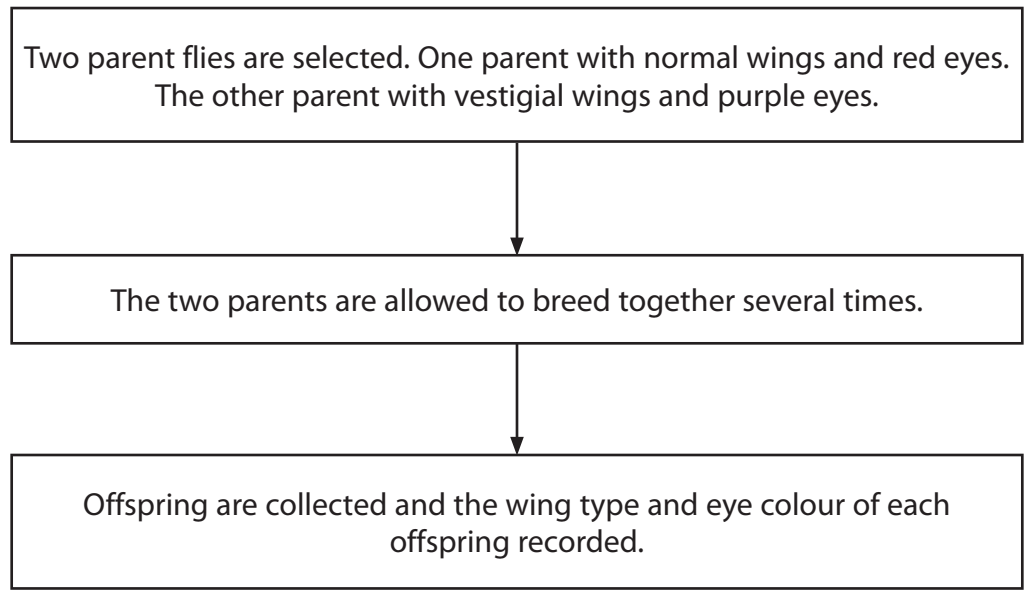 Two parent flies are selected. One parent with normal wings and red eyes.
The other parent with vestigial wings and purple eyes.
The two parents are allowed to breed together several times.
Offspring are collected and the wing type and eye colour of each
offspring recorded.